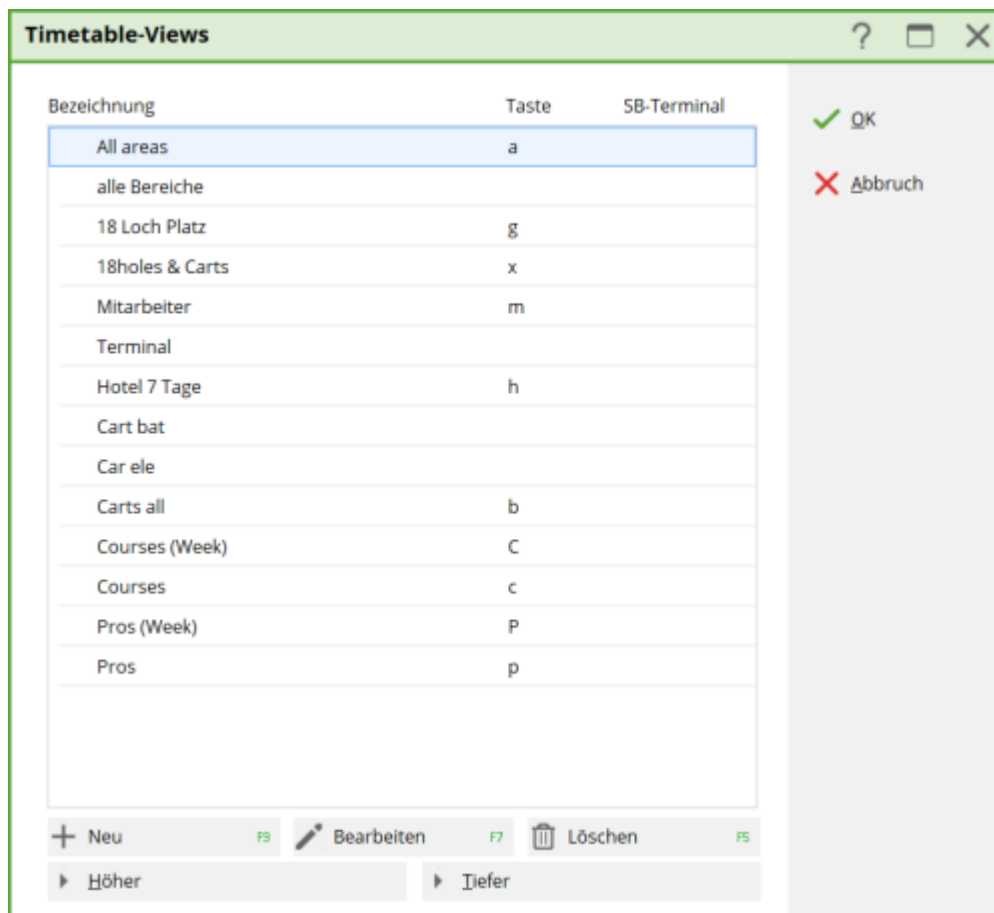 Timetable-Views
Bezeichnung Taste SB-Terminal
OK
All areas a
Abbruch
alle Bereiche
18 Loch Platz g
18holes & Carts x
Mitarbeiter m
Terminal
Hotel 7 Tage h
Cart bat
Car ele
Carts all b
Courses (Week) C
Courses c
Pros (Week) P
Pros p
Neu F9 Bearbeiten F7 Löschen F5
Höher Tiefer